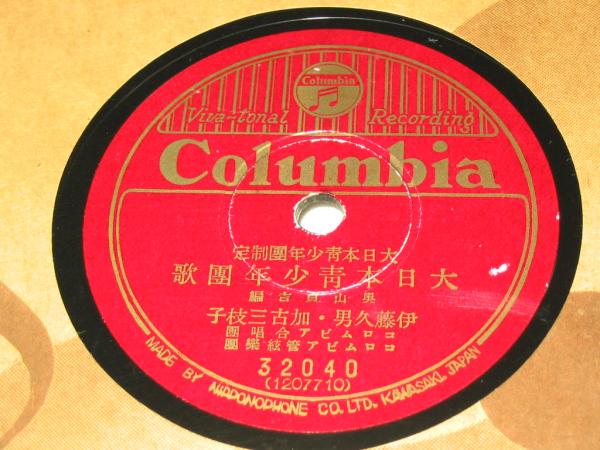 Columbia
Viva-tonal Recording
Columbia
定制團年少靑本日大
歌團年少靑本日大
編吉貞山奥
子枝三古加・男久藤伊
團唱合アビムロコ
團樂絃管アビムロコ
32040
(1207710)
MADE BY NIPPONOPHONE CO. LTD. KAWASAKI, JAPAN